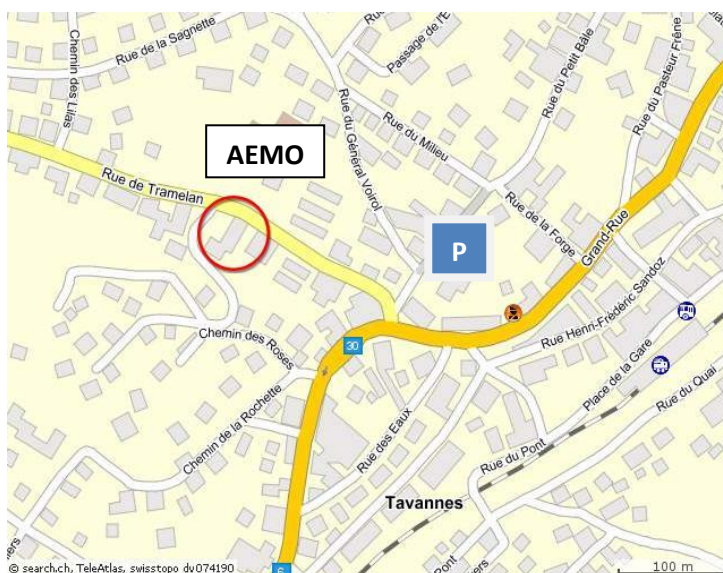 Rue de la Sagnette
Passage de l'E
Chemin des Lilas
Rue du Petit Bâle
Rue du Pasteur Frêne
Rue du Général Voirol
Rue du Milieu
AEMO
Rue de Tramelan
Rue de la Forge
P
Grand-Rue
Rue Henri-Frédéric Sandoz
30
Chemin des Roses
Place de la Gare
Rue du Quai
Chemin de la Rochette
Rue des Eaux
Rue du Pont
Tavannes
Pont
iers
6
© search.ch, TeleAtlas, swisstopo dv074190
100 m